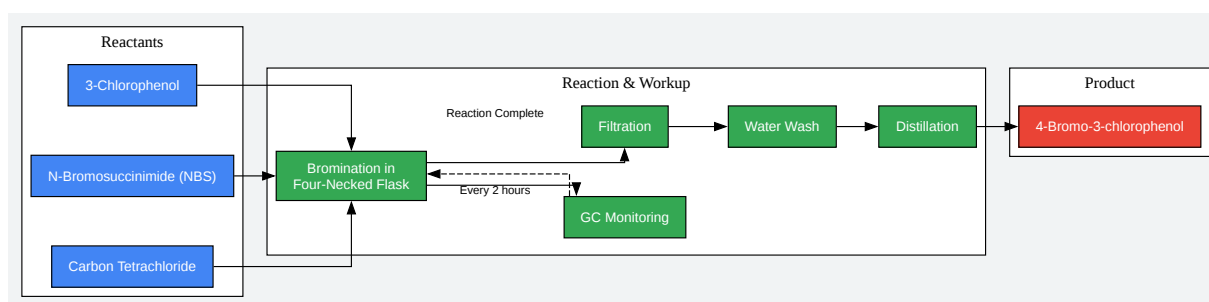 Reactants
3-Chlorophenol
N-Bromosuccinimide (NBS)
Carbon Tetrachloride
Reaction & Workup
Bromination in
Four-Necked Flask
Reaction Complete
Every 2 hours
GC Monitoring
Filtration
Water Wash
Distillation
Product
4-Bromo-3-chlorophenol